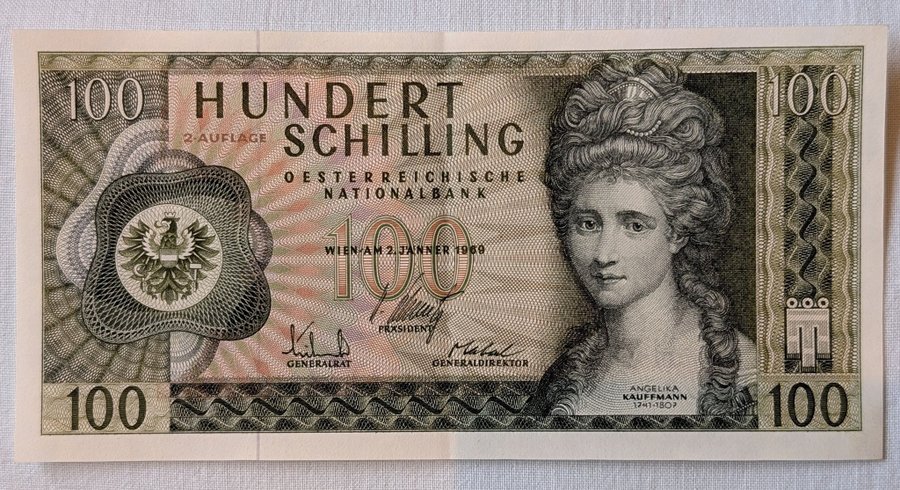 100
HUNDERT
100
2·AUFLAGE
SCHILLING
OESTERREICHISCHE
NATIONALBANK
100
WIEN·AM 2. JÄNNER 1969
PRÄSIDENT
GENERALRAT
GENERALDIREKTOR
ANGELIKA
KAUFFMANN
1741-1807
100
100